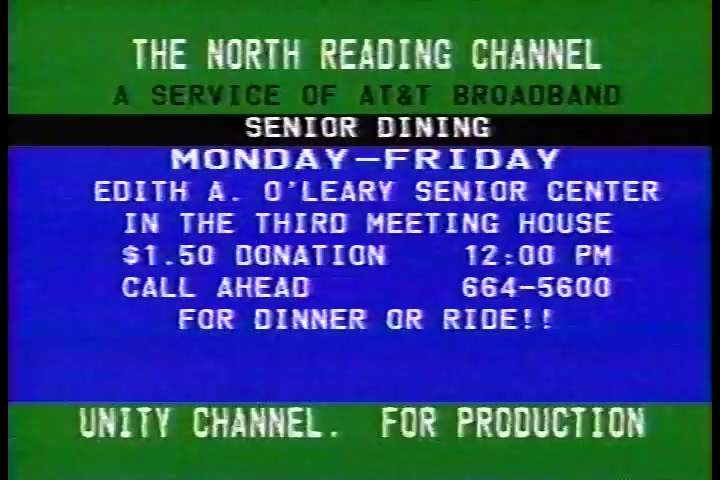 THE NORTH READING CHANNEL
A SERVICE OF AT&T BROADBAND
SENIOR DINING
MONDAY-FRIDAY
EDITH A. O'LEARY SENIOR CENTER
IN THE THIRD MEETING HOUSE
$1.50 DONATION 12:00 PM
CALL AHEAD 664-5600
FOR DINNER OR RIDE!!
UNITY CHANNEL. FOR PRODUCTION